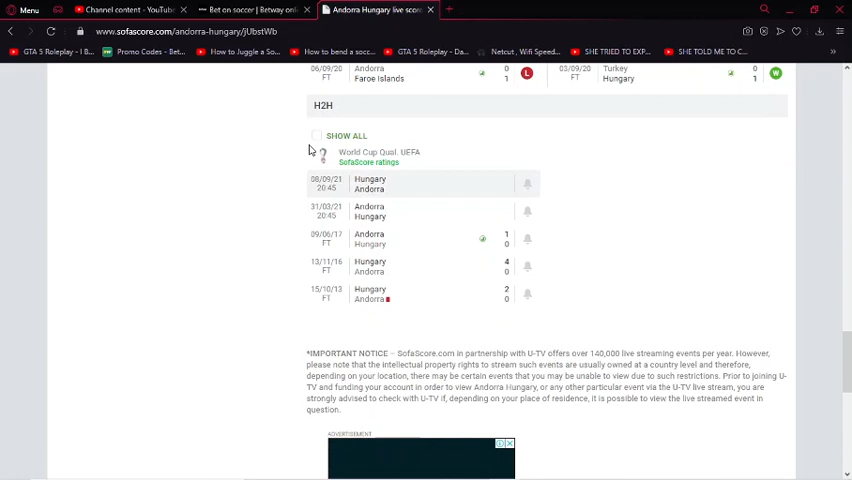 Menu
Channel content - YouTube
Bet on soccer | Betway onli
Andorra Hungary live score
www.sofascore.com/andorra-hungary/jUbstWb
GTA 5 Roleplay - I B...
Promo Codes - Bet...
How to Juggle a So...
How to bend a socc...
GTA 5 Roleplay - Da...
Netcut , Wifi Speed...
SHE TRIED TO EXP...
SHE TOLD ME TO C...
06/09/20 Andorra 0
FT Faroe Islands 1 L
03/09/20 Turkey 0
FT Hungary 1 W
H2H
SHOW ALL
World Cup Qual. UEFA
SofaScore ratings
08/09/21 Hungary
20:45 Andorra
31/03/21 Andorra
20:45 Hungary
09/06/17 Andorra 1
FT Hungary 0
13/11/16 Hungary 4
FT Andorra 0
15/10/13 Hungary 2
FT Andorra 0
*IMPORTANT NOTICE – SofaScore.com in partnership with U-TV offers over 140,000 live streaming events per year. However,
please note that the intellectual property rights to stream such events are usually owned at a country level and therefore,
depending on your location, there may be certain events that you may be unable to view due to such restrictions. Prior to joining U-
TV and funding your account in order to view Andorra Hungary, or any other particular event via the U-TV live stream, you are
strongly advised to check with U-TV if, depending on your place of residence, it is possible to view the live streamed event in
question.
ADVERTISEMENT